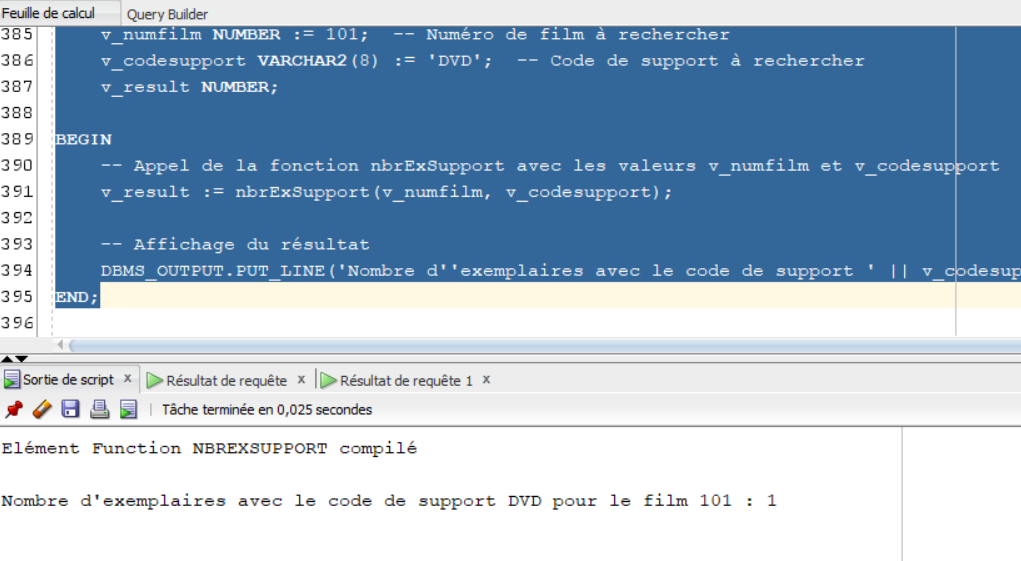 Feuille de calcul Query Builder
385 v_numfilm NUMBER := 101; -- Numéro de film à rechercher
386 v_codesupport VARCHAR2(8) := 'DVD'; -- Code de support à rechercher
387 v_result NUMBER;
388
389 BEGIN
390 -- Appel de la fonction nbrExSupport avec les valeurs v_numfilm et v_codesupport
391 v_result := nbrExSupport(v_numfilm, v_codesupport);
392
393 -- Affichage du résultat
394 DBMS_OUTPUT.PUT_LINE('Nombre d''exemplaires avec le code de support ' || v_codesup
395 END;
396
Sortie de script x Résultat de requête x Résultat de requête 1 x
Tâche terminée en 0,025 secondes
Elément Function NBREXSUPPORT compilé
Nombre d'exemplaires avec le code de support DVD pour le film 101 : 1